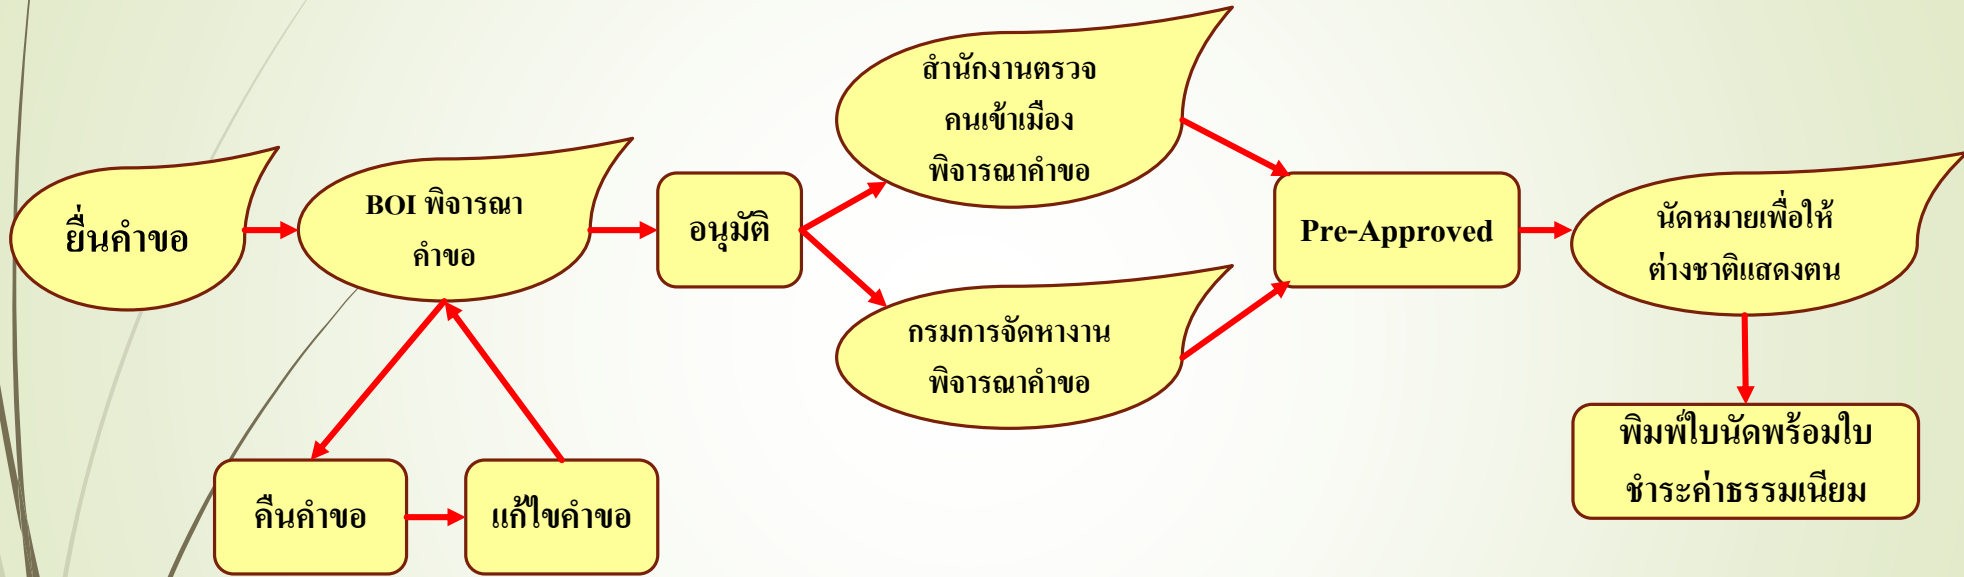 ยื่นคำขอ
BOI พิจารณา
คำขอ
คืนคำขอ
แก้ไขคำขอ
อนุมัติ
สำนักงานตรวจ
คนเข้าเมือง
พิจารณาคำขอ
กรมการจัดหางาน
พิจารณาคำขอ
Pre-Approved
นัดหมายเพื่อให้
ต่างชาติแสดงตน
พิมพ์ใบนัดพร้อมใบ
ชำระค่าธรรมเนียม